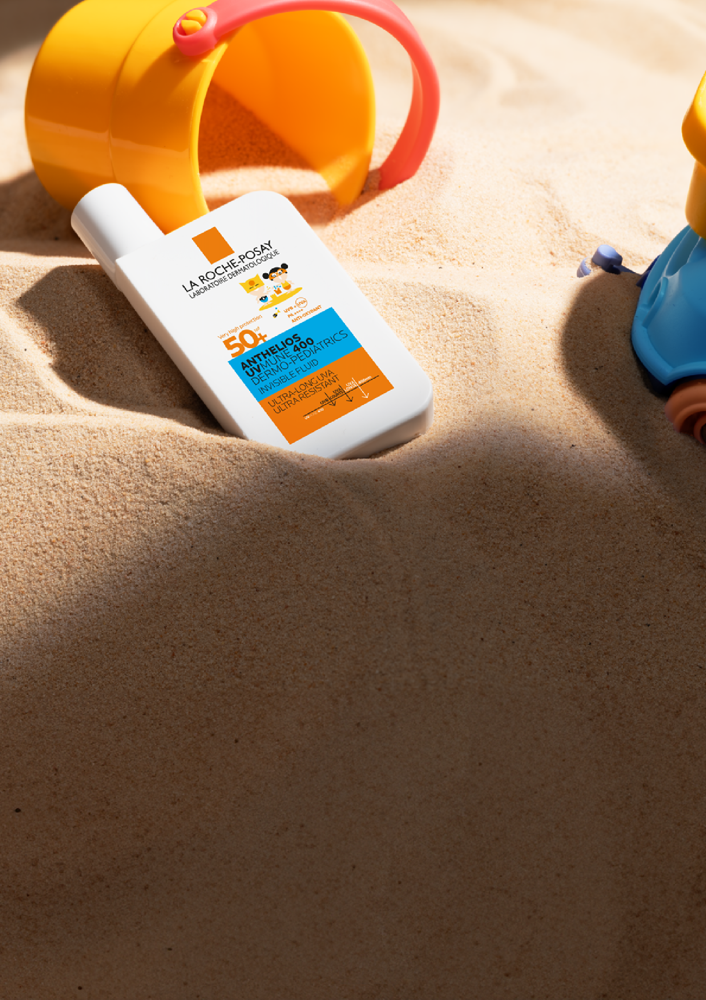 LA ROCHE-POSAY
LABORATOIRE DERMATOLOGIQUE
UVB + UVA
PA ++++
ANTI-OXYDANT
Very high protection
50+
spf
ANTHELIOS
UVMUNE 400
DERMO-PEDIATRICS
INVISIBLE FLUID
ULTRA-LONG UVA
ULTRA RESISTANT
UVB
UVA
COURTS
UVA
LONGS
400nm
UVMUNE 400